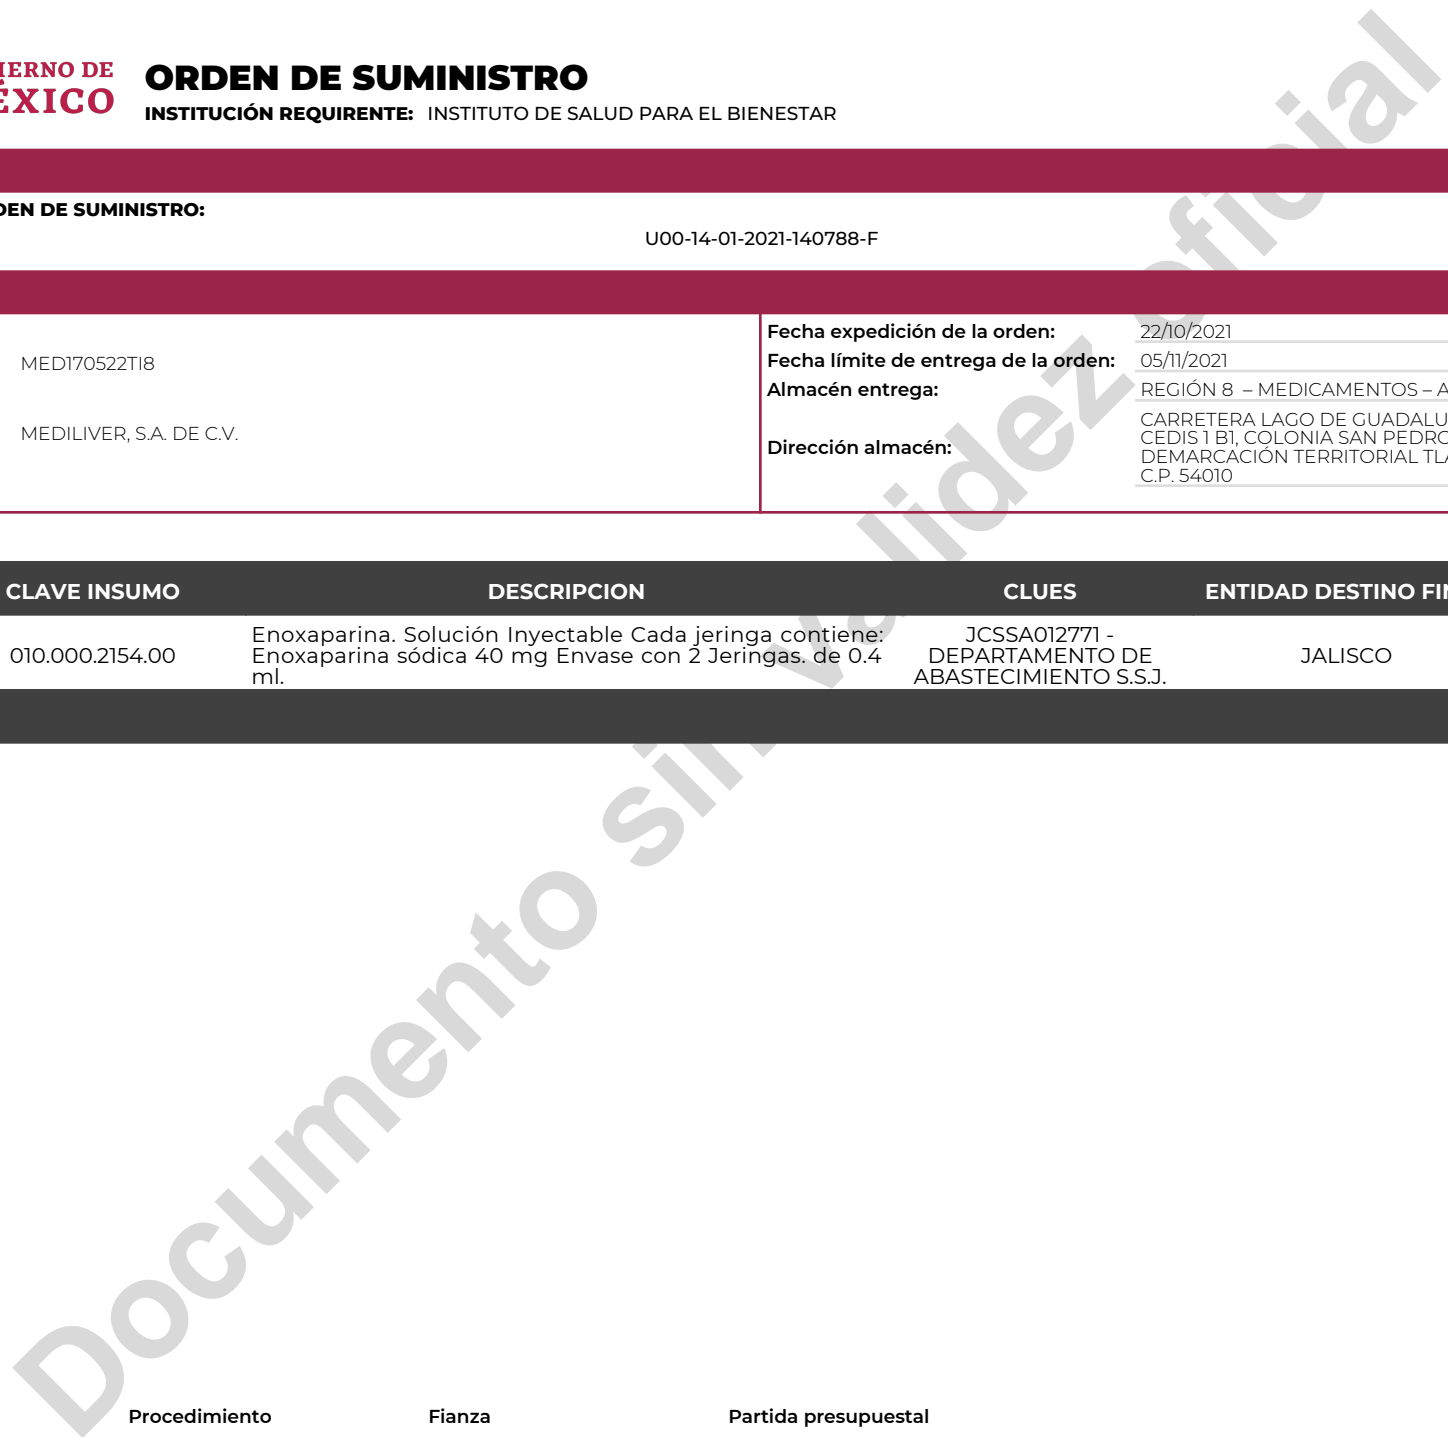 ORDEN DE SUMINISTRO
INSTITUCIÓN REQUIRENTE: INSTITUTO DE SALUD PARA EL BIENESTAR
IERNO DE
ÉXICO
DEN DE SUMINISTRO:
U00-14-01-2021-140788-F
MED170522TI8
MEDILIVER, S.A. DE C.V.
Fecha expedición de la orden: 22/10/2021
Fecha límite de entrega de la orden: 05/11/2021
Almacén entrega: REGIÓN 8 – MEDICAMENTOS – A
Dirección almacén:
CARRETERA LAGO DE GUADALU
CEDIS 1 B1, COLONIA SAN PEDRO
DEMARCACIÓN TERRITORIAL TLA
C.P. 54010
CLAVE INSUMO DESCRIPCION CLUES ENTIDAD DESTINO FIN
010.000.2154.00
Enoxaparina. Solución Inyectable Cada jeringa contiene:
Enoxaparina sódica 40 mg Envase con 2 Jeringas. de 0.4
ml.
JCSSA012771 -
DEPARTAMENTO DE
ABASTECIMIENTO S.S.J.
JALISCO
Documento sin validez oficial
Procedimiento Fianza Partida presupuestal